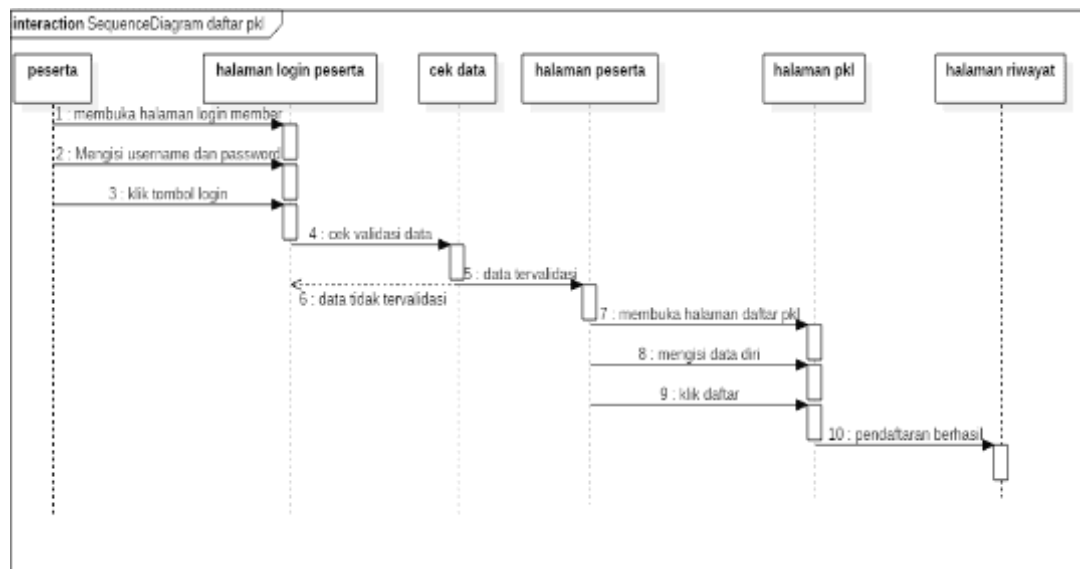 interaction SequenceDiagram daftar pkl
peserta
halaman login peserta
cek data
halaman peserta
halaman pkl
halaman riwayat
1 : membuka halaman login member
2 : Mengisi username dan password
3 : klik tombol login
4 : cek validasi data
5 : data tervalidasi
6 : data tidak tervalidasi
7 : membuka halaman daftar pkl
8 : mengisi data diri
9 : klik daftar
10 : pendaftaran berhasil